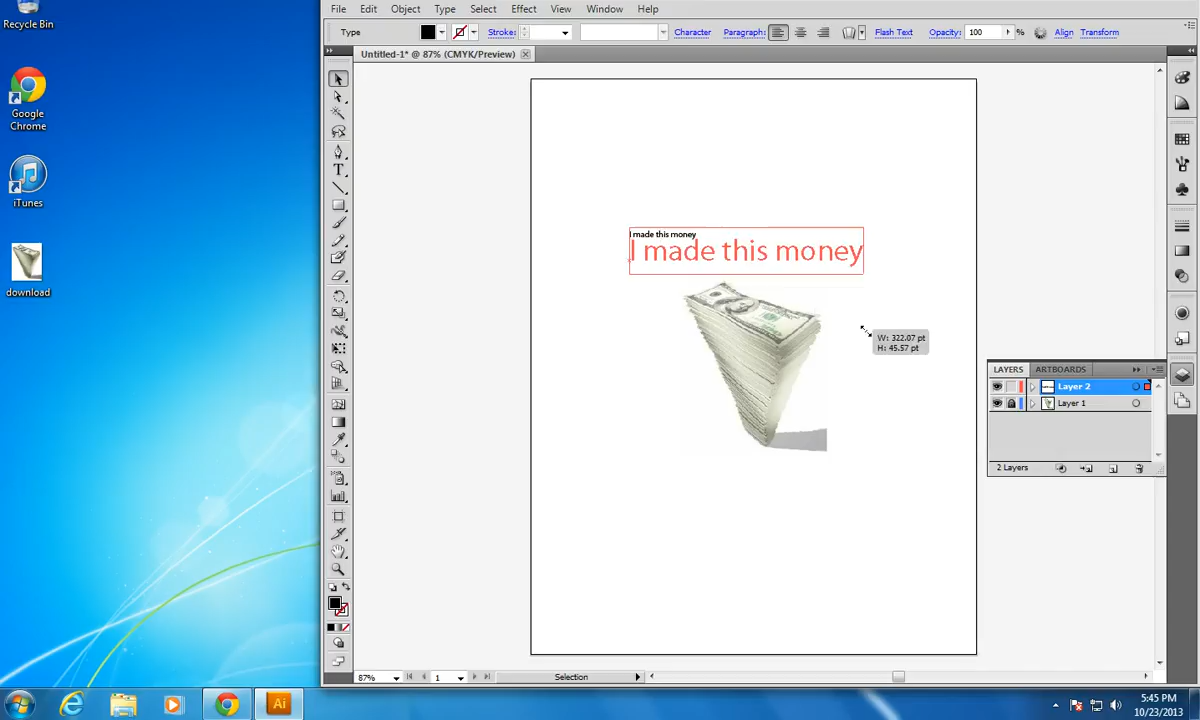 Recycle Bin
Google
Chrome
iTunes
download
File Edit Object Type Select Effect View Window Help
Type Stroke: Character Paragraph: Flash Text Opacity: 100 % Align Transform
Untitled-1* @ 87% (CMYK/Preview)
I made this money
I made this money
W: 322.07 pt
H: 45.57 pt
LAYERS ARTBOARDS
Layer 2
Layer 1
2 Layers
87% 1 Selection
Ai
5:45 PM
10/23/2013